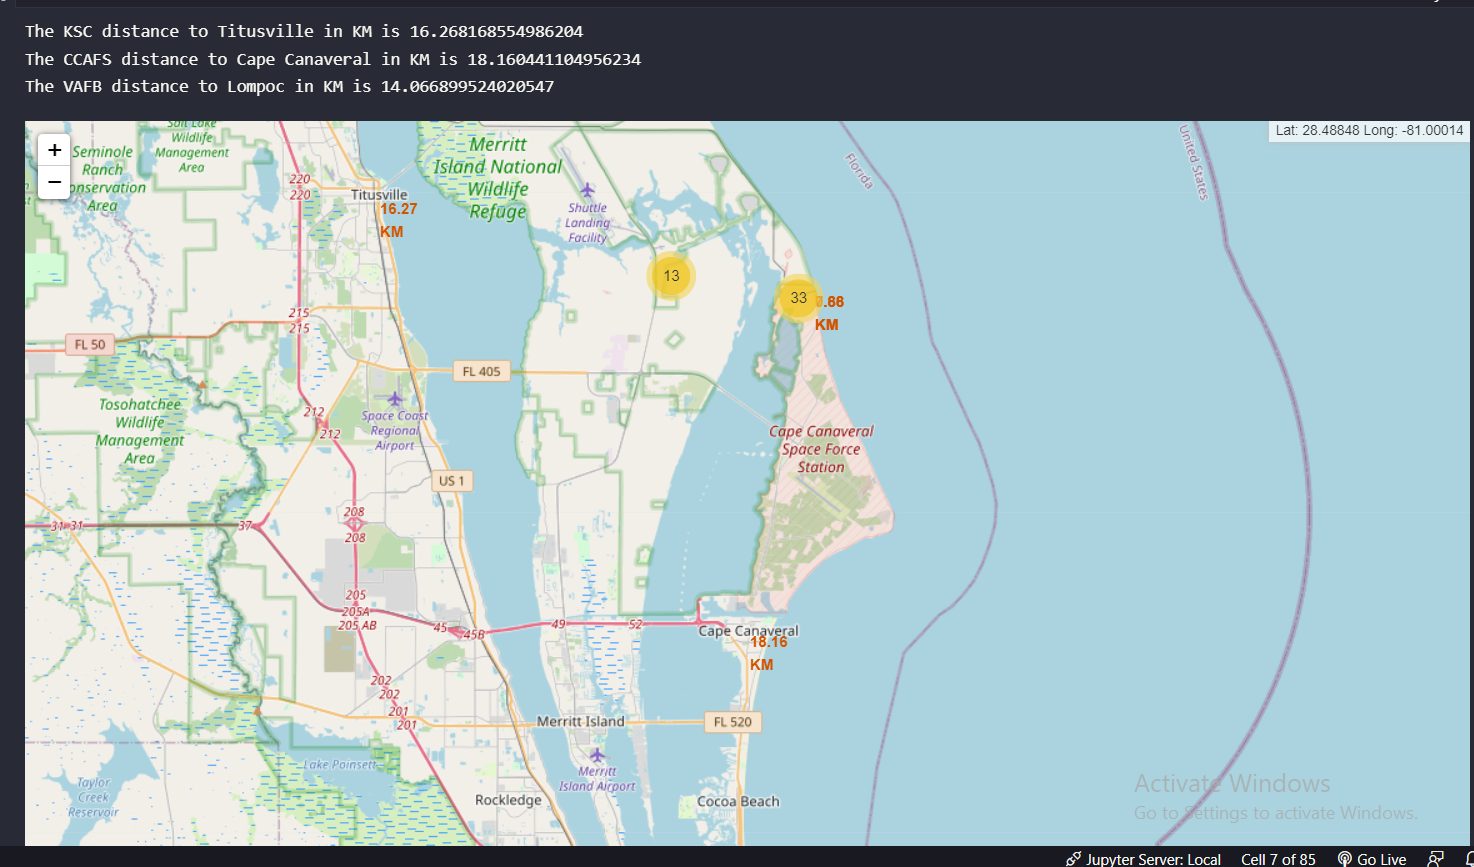 The KSC distance to Titusville in KM is 16.268168554986204
The CCAFS distance to Cape Canaveral in KM is 18.160441104956234
The VAFB distance to Lompoc in KM is 14.066899524020547
+
−
Lat: 28.48848 Long: -81.00014
Salt Lake
Wildlife
Management
Area
Seminole
Ranch
onservation
Area
Merritt
Island National
Wildlife
Refuge
Florida
United States
220
220
Titusville
16.27
KM
Shuttle
Landing
Facility
13
33
.66
KM
215
215
FL 50
FL 405
Tosohatchee
Wildlife
Management
Area
212
212
Space Coast
Regional
Airport
Cape Canaveral
Space Force
Station
US 1
31
31
37
208
208
205
205A
205 AB
45
45B
49
52
Cape Canaveral
18.16
KM
202
202
201
201
Merritt Island
FL 520
Lake Poinsett
Merritt
Island Airport
Taylor
Creek
Reservoir
Rockledge
Cocoa Beach
Activate Windows
Go to Settings to activate Windows.
Jupyter Server: Local
Cell 7 of 85
Go Live